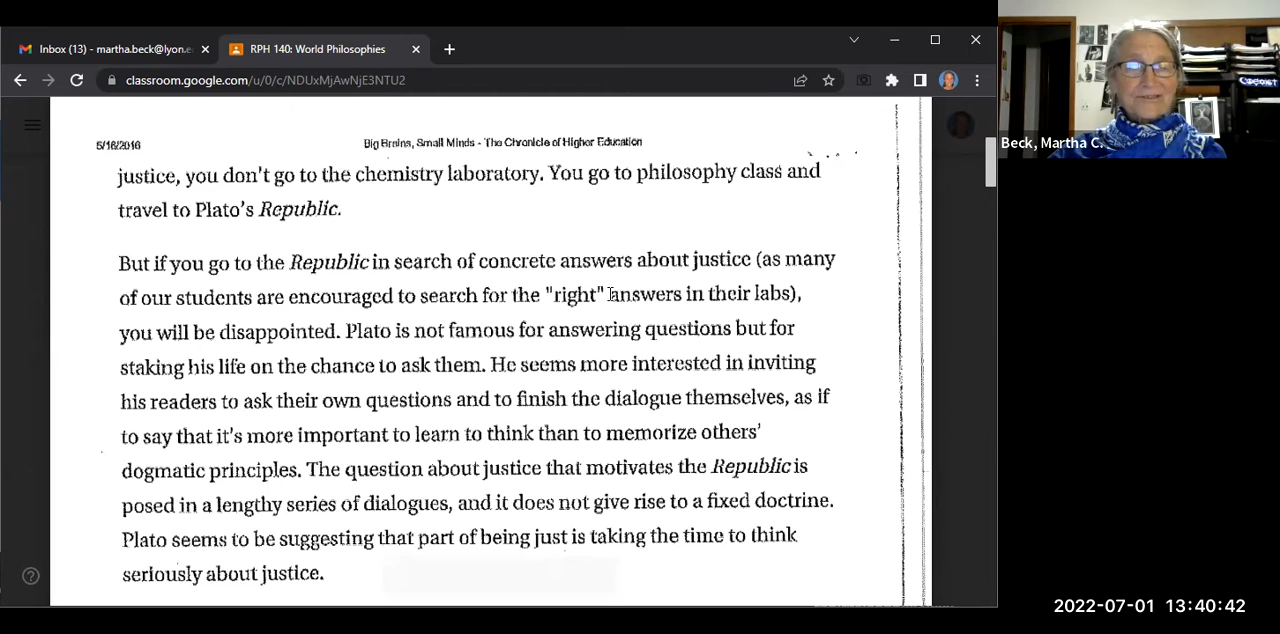 Inbox (13) - martha.beck@lyon.e
RPH 140: World Philosophies
classroom.google.com/u/0/c/NDUxMjAwNjE3NTU2
Coexist
Beck, Martha C.
5/16/2016
Big Brains, Small Minds - The Chronicle of Higher Education
justice, you don't go to the chemistry laboratory. You go to philosophy class and
travel to Plato's Republic.
But if you go to the Republic in search of concrete answers about justice (as many
of our students are encouraged to search for the "right" answers in their labs),
you will be disappointed. Plato is not famous for answering questions but for
staking his life on the chance to ask them. He seems more interested in inviting
his readers to ask their own questions and to finish the dialogue themselves, as if
to say that it's more important to learn to think than to memorize others'
dogmatic principles. The question about justice that motivates the Republic is
posed in a lengthy series of dialogues, and it does not give rise to a fixed doctrine.
Plato seems to be suggesting that part of being just is taking the time to think
seriously about justice.
2022-07-01 13:40:42